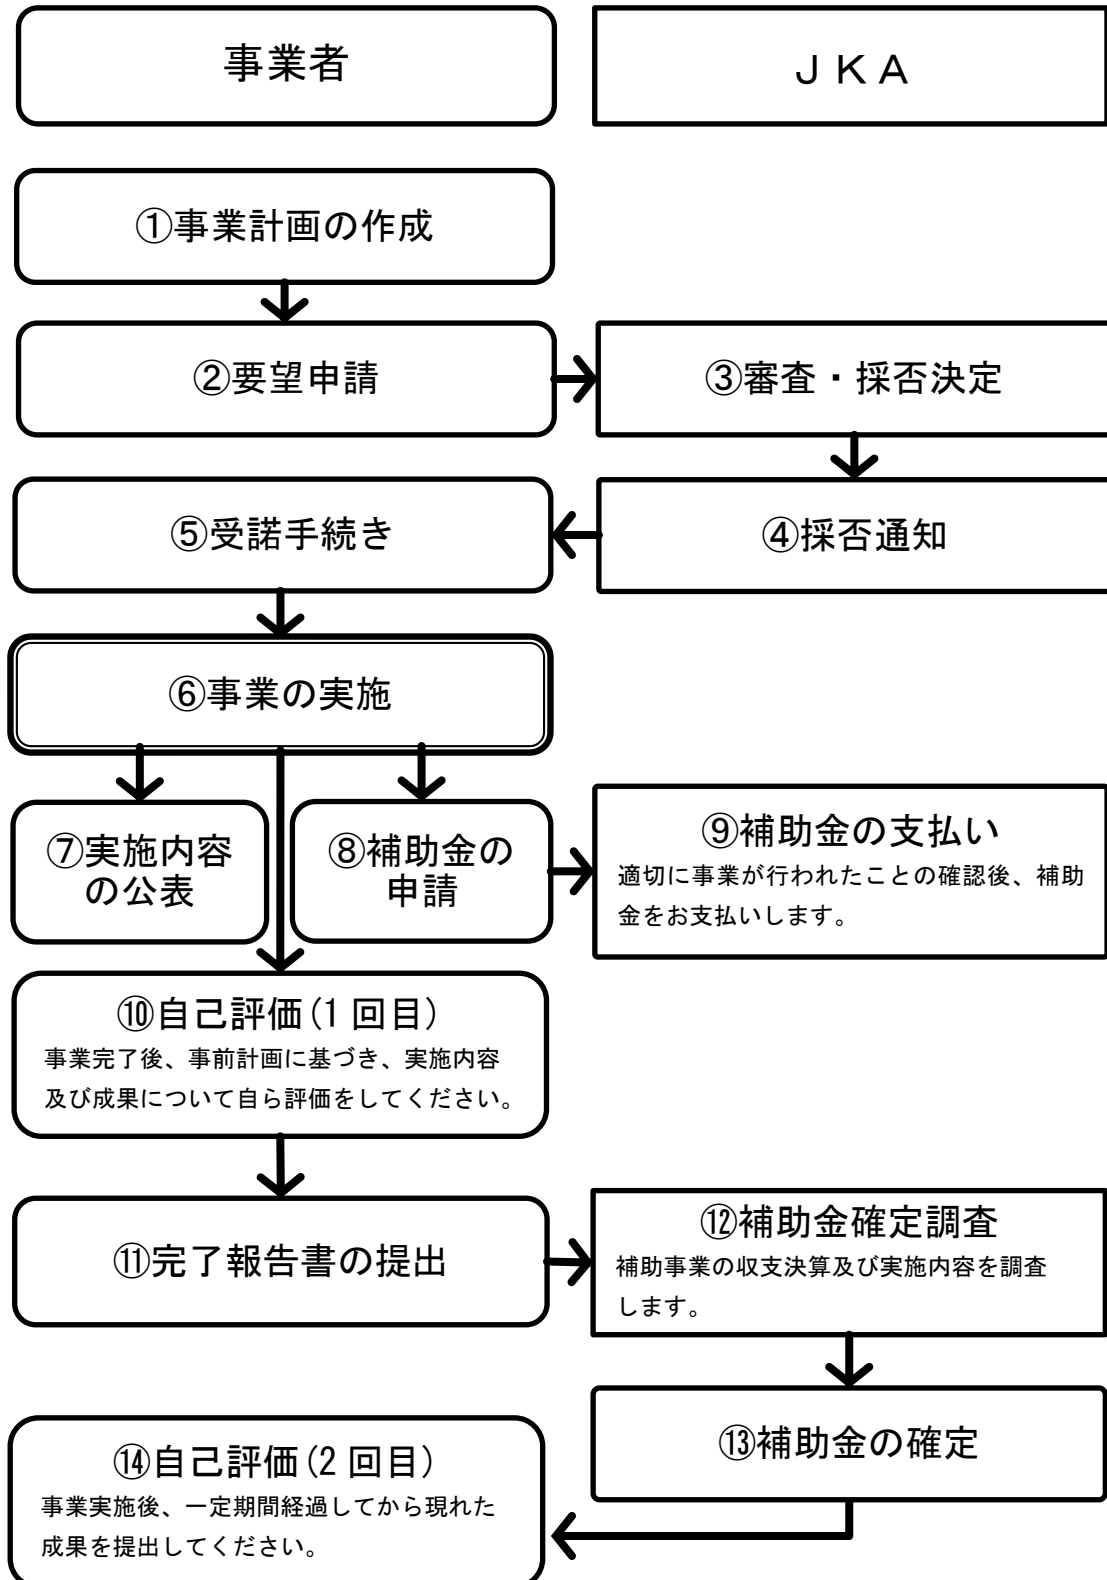 事業者
ＪＫＡ
①事業計画の作成
②要望申請
③審査・採否決定
④採否通知
⑤受諾手続き
⑥事業の実施
⑦実施内容
の公表
⑧補助金の
申請
⑨補助金の支払い
適切に事業が行われたことの確認後、補助
金をお支払いします。
⑩自己評価(1回目)
事業完了後、事前計画に基づき、実施内容
及び成果について自ら評価をしてください。
⑪完了報告書の提出
⑫補助金確定調査
補助事業の収支決算及び実施内容を調査
します。
⑬補助金の確定
⑭自己評価(2回目)
事業実施後、一定期間経過してから現れた
成果を提出してください。